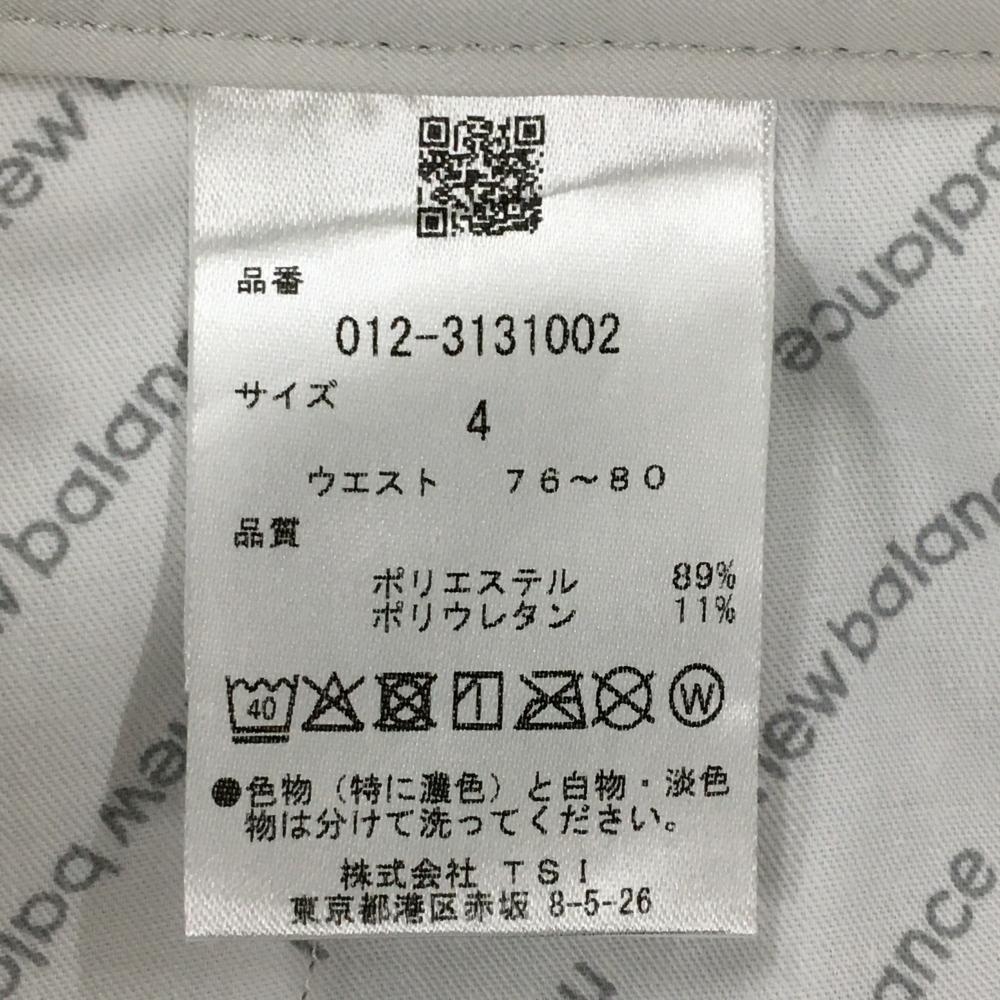 品番
012-3131002
サイズ
4
ウエスト 76~80
品質
ポリエステル 89%
ポリウレタン 11%
40
W
●色物(特に濃色)と白物・淡色
物は分けて洗ってください。
株式会社 TSI
東京都港区赤坂 8-5-26
new balance
new balance
new balance
balance